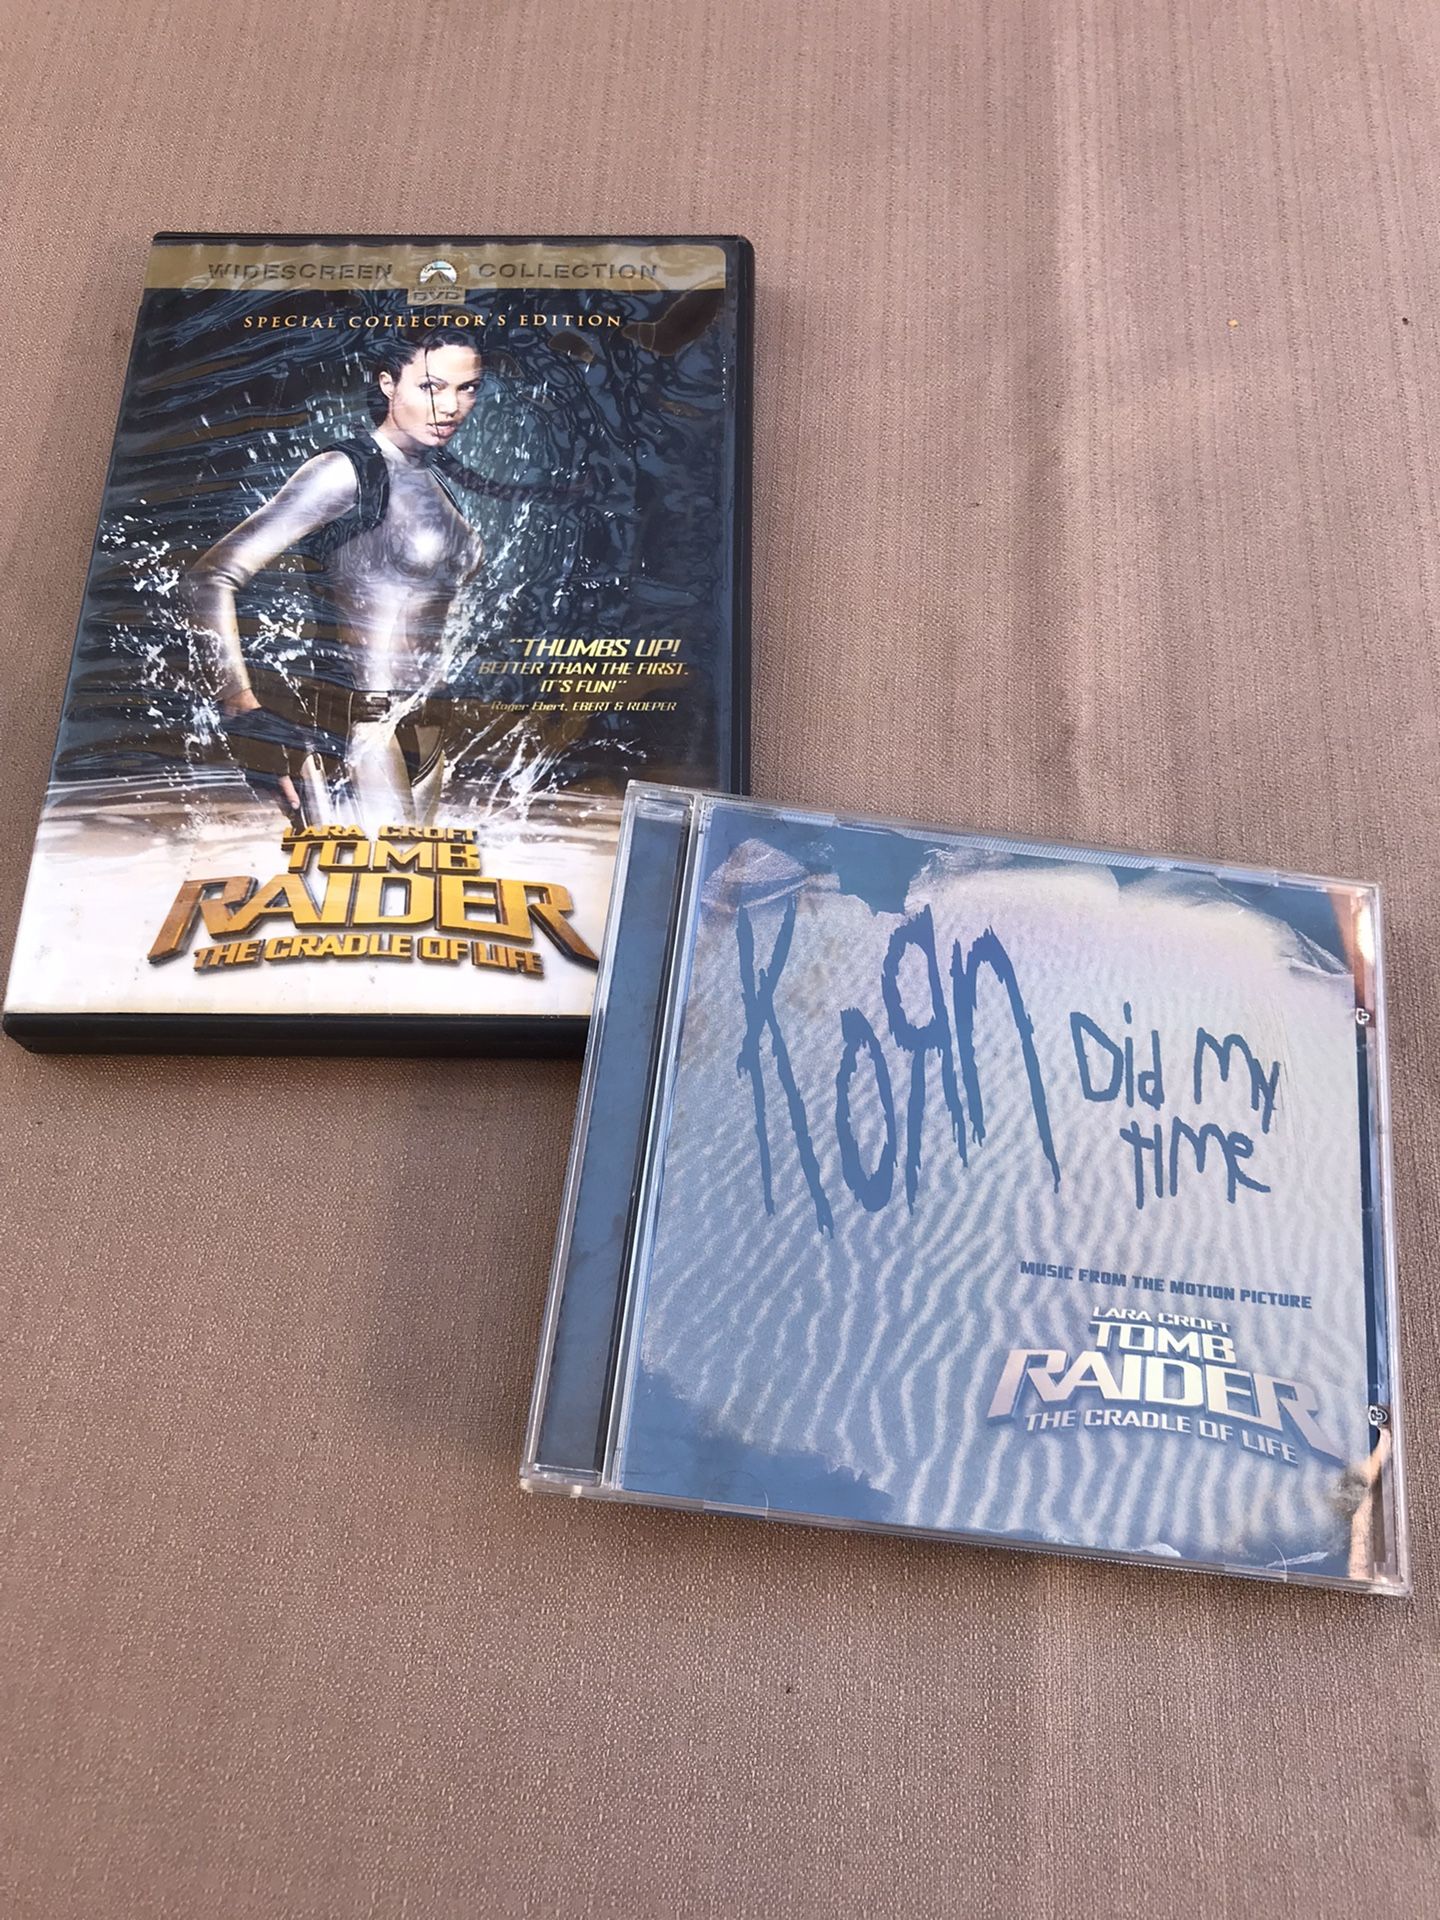 WIDESCREEN COLLECTION
DVD
SPECIAL COLLECTOR'S EDITION
"THUMBS UP!
BETTER THAN THE FIRST.
IT'S FUN!"
—Roger Ebert, EBERT & ROEPER
LARA CROFT
TOMB
RAIDER
THE CRADLE OF LIFE
KoЯn
Did My
Time
MUSIC FROM THE MOTION PICTURE
LARA CROFT
TOMB
RAIDER
THE CRADLE OF LIFE